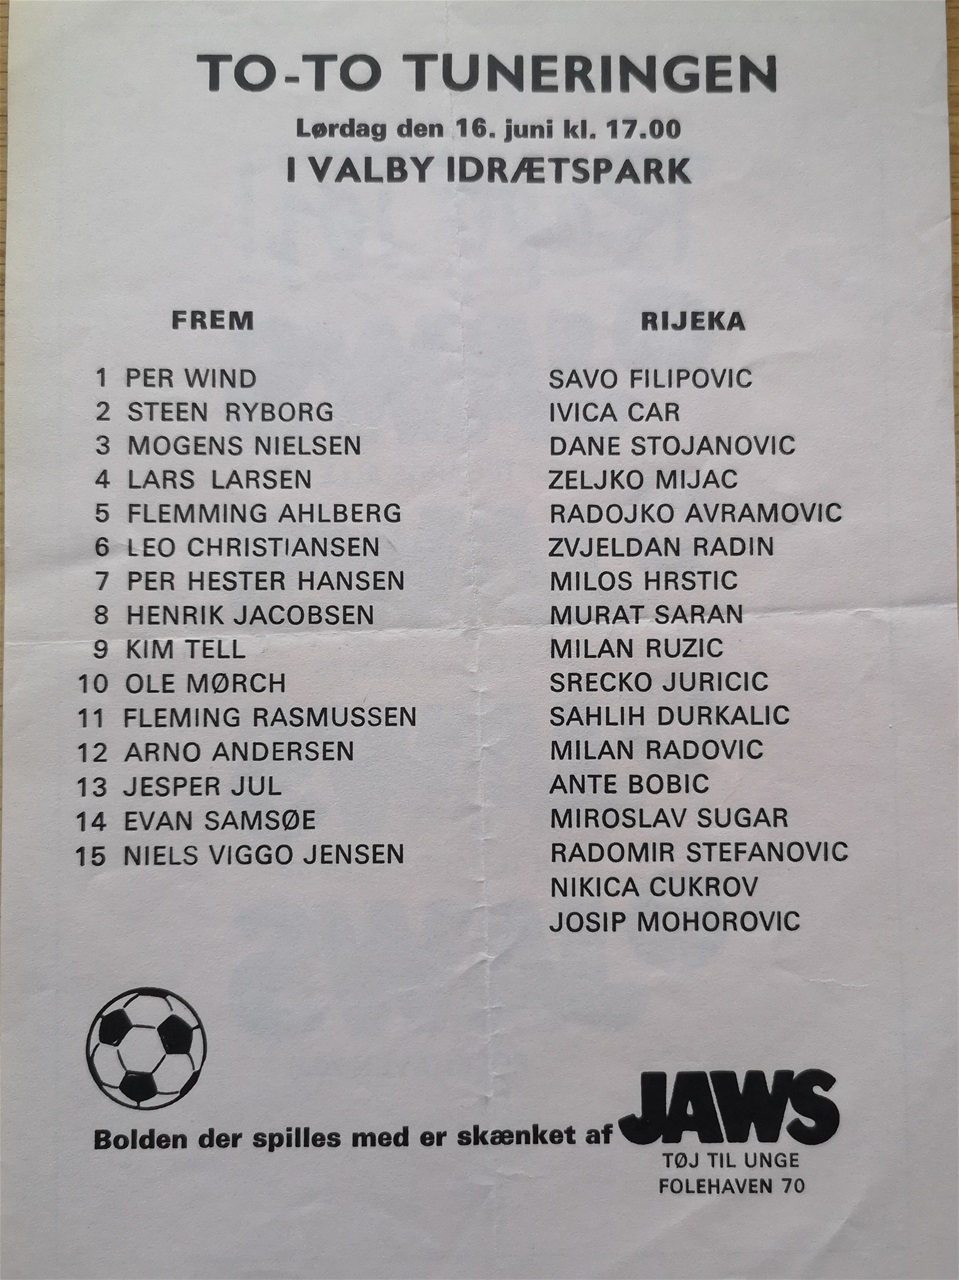 TO-TO TUNERINGEN
Lørdag den 16. juni kl. 17.00
I VALBY IDRÆTSPARK
FREM
1 PER WIND
2 STEEN RYBORG
3 MOGENS NIELSEN
4 LARS LARSEN
5 FLEMMING AHLBERG
6 LEO CHRISTIANSEN
7 PER HESTER HANSEN
8 HENRIK JACOBSEN
9 KIM TELL
10 OLE MØRCH
11 FLEMING RASMUSSEN
12 ARNO ANDERSEN
13 JESPER JUL
14 EVAN SAMSØE
15 NIELS VIGGO JENSEN
RIJEKA
SAVO FILIPOVIC
IVICA CAR
DANE STOJANOVIC
ZELJKO MIJAC
RADOJKO AVRAMOVIC
ZVJELDAN RADIN
MILOS HRSTIC
MURAT SARAN
MILAN RUZIC
SRECKO JURICIC
SAHLIH DURKALIC
MILAN RADOVIC
ANTE BOBIC
MIROSLAV SUGAR
RADOMIR STEFANOVIC
NIKICA CUKROV
JOSIP MOHOROVIC
Bolden der spilles med er skænket af JAWS
TØJ TIL UNGE
FOLEHAVEN 70